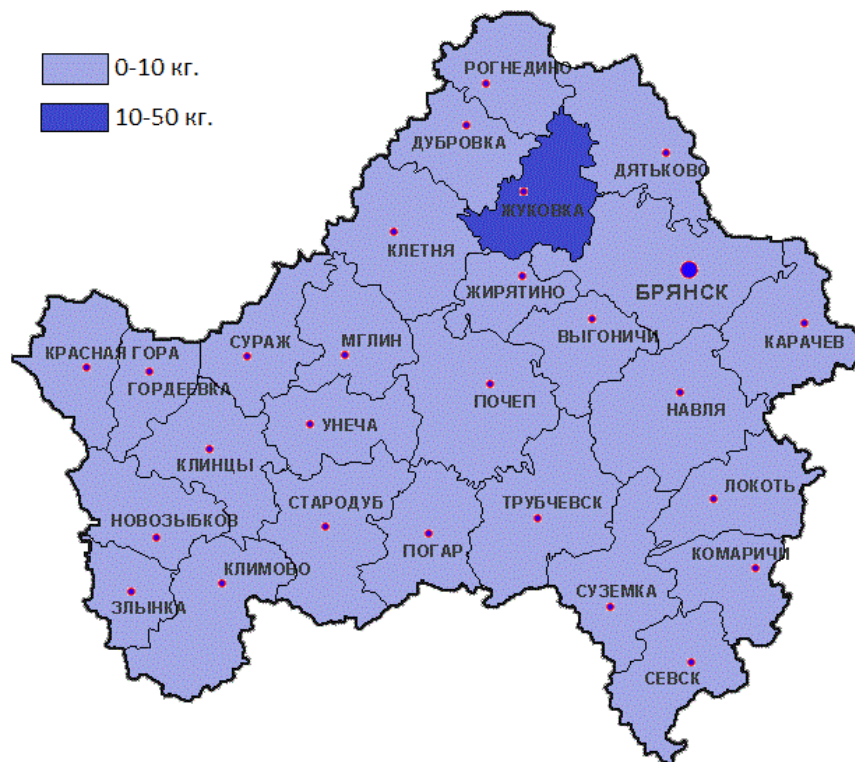 0-10 кг.
10-50 кг.
РОГНЕДИНО
ДУБРОВКА
ДЯТЬКОВО
ЖУКОВКА
КЛЕТНЯ
ЖИРЯТИНО
БРЯНСК
ВЫГОНИЧИ
КАРАЧЕВ
КРАСНАЯ ГОРА
СУРАЖ
МГЛИН
ГОРДЕЕВКА
ПОЧЕП
НАВЛЯ
УНЕЧА
КЛИНЦЫ
СТАРОДУБ
ТРУБЧЕВСК
ЛОКОТЬ
НОВОЗЫБКОВ
ПОГАР
КОМАРИЧИ
КЛИМОВО
ЗЛЫНКА
СУЗЕМКА
СЕВСК